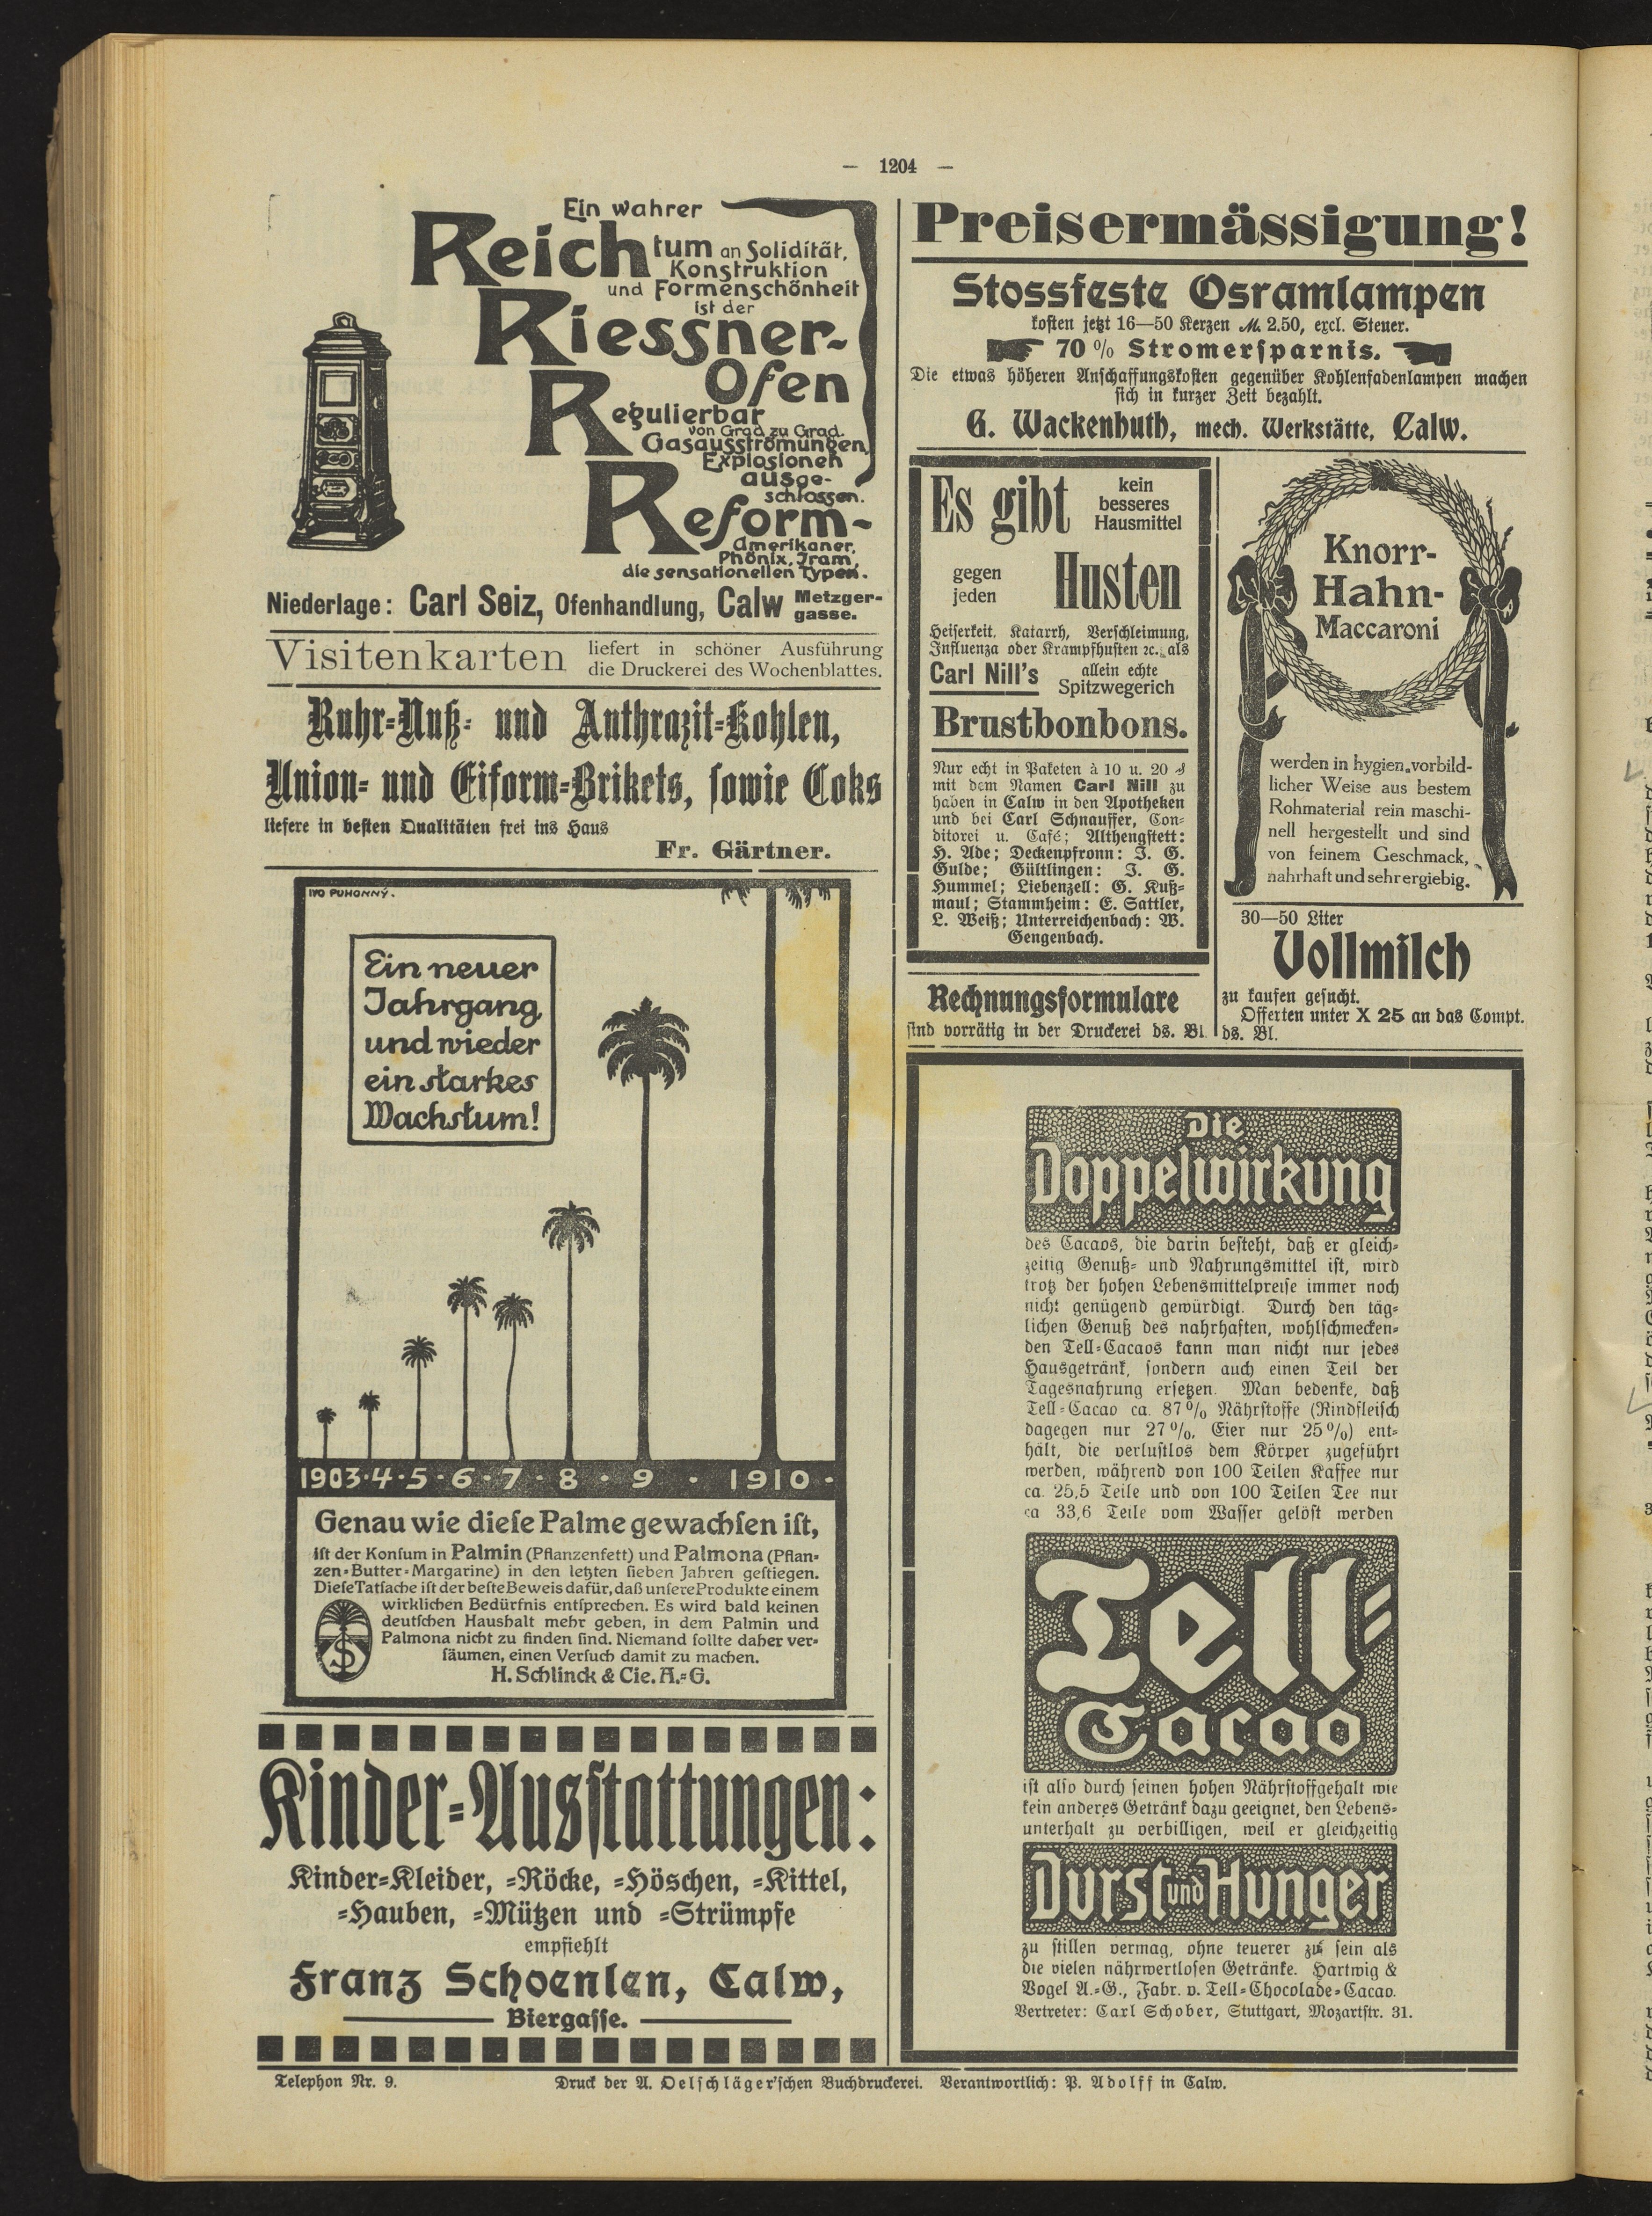 — 1204 —
Ein wahrer
Reichtum an Solidität,
Konstruktion
und Formenschönheit
ist der
Riessner-
Ofen
Regulierbar
von Grad zu Grad.
Gasausströmungen,
Explosionen
ausge-
schlossen.
Reform-
Amerikaner,
Phönix, Iram,
die sensationellen Typen.
Niederlage: Carl Seiz, Ofenhandlung, Calw Metzger-
gasse.
Visitenkarten liefert in schöner Ausführung
die Druckerei des Wochenblattes.
Ruhr-Nuß- und Anthrazit-Kohlen,
Union- und Eiform-Brikets, sowie Coks
liefere in besten Qualitäten frei ins Haus
Fr. Gärtner.
IVO PUHONNÝ.
Ein neuer
Jahrgang
und wieder
ein starkes
Wachstum!
1903·4·5·6·7·8·9·1910·
Genau wie diese Palme gewachsen ist,
ist der Konsum in Palmin (Pflanzenfett) und Palmona (Pflan-
zen-Butter-Margarine) in den letzten sieben Jahren gestiegen.
Diese Tatsache ist der beste Beweis dafür, daß unsere Produkte einem
wirklichen Bedürfnis entsprechen. Es wird bald keinen
deutschen Haushalt mehr geben, in dem Palmin und
Palmona nicht zu finden sind. Niemand sollte daher ver-
säumen, einen Versuch damit zu machen.
H. Schlinck & Cie. A.-G.
Kinder-Ausstattungen:
Kinder-Kleider, -Röcke, -Höschen, -Kittel,
-Hauben, -Mützen und -Strümpfe
empfiehlt
Franz Schoenlen, Calw,
Biergasse.
Preisermässigung!
Stossfeste Osramlampen
kosten jetzt 16—50 Kerzen M. 2.50, excl. Steuer.
70 % Stromersparnis.
Die etwas höheren Anschaffungskosten gegenüber Kohlenfadenlampen machen
sich in kurzer Zeit bezahlt.
G. Wackenhuth, mech. Werkstätte, Calw.
Es gibt kein
besseres
Hausmittel
gegen
jeden Husten
Heiserkeit, Katarrh, Verschleimung,
Influenza oder Krampfhusten ꝛc. als
Carl Nill's allein echte
Spitzwegerich
Brustbonbons.
Nur echt in Paketen à 10 u. 20 ₰
mit dem Namen Carl Nill zu
haben in Calw in den Apotheken
und bei Carl Schnauffer, Con-
ditorei u. Café; Althengstett:
H. Ade; Deckenpfronn: J. G.
Gulde; Gültlingen: J. G.
Hummel; Liebenzell: G. Kuß-
maul; Stammheim: E. Sattler,
L. Weiß; Unterreichenbach: W.
Gengenbach.
Rechnungsformulare
sind vorrätig in der Druckerei ds. Bl.
Knorr-
Hahn-
Maccaroni
werden in hygien. vorbild-
licher Weise aus bestem
Rohmaterial rein maschi-
nell hergestellt und sind
von feinem Geschmack,
nahrhaft und sehr ergiebig.
30—50 Liter
Vollmilch
zu kaufen gesucht.
Offerten unter X 25 an das Compt.
ds. Bl.
Die
Doppelwirkung
des Cacaos, die darin besteht, daß er gleich-
zeitig Genuß- und Nahrungsmittel ist, wird
trotz der hohen Lebensmittelpreise immer noch
nicht genügend gewürdigt. Durch den täg-
lichen Genuß des nahrhaften, wohlschmecken-
den Tell-Cacaos kann man nicht nur jedes
Hausgetränk, sondern auch einen Teil der
Tagesnahrung ersetzen. Man bedenke, daß
Tell-Cacao ca. 87 % Nährstoffe (Rindfleisch
dagegen nur 27 %, Eier nur 25 %) ent-
hält, die verlustlos dem Körper zugeführt
werden, während von 100 Teilen Kaffee nur
ca. 25,5 Teile und von 100 Teilen Tee nur
ca 33,6 Teile vom Wasser gelöst werden
Tell-
Cacao
ist also durch seinen hohen Nährstoffgehalt wie
kein anderes Getränk dazu geeignet, den Lebens-
unterhalt zu verbilligen, weil er gleichzeitig
Durst und Hunger
zu stillen vermag, ohne teuerer zu sein als
die vielen nährwertlosen Getränke. Hartwig &
Vogel A.-G., Fabr. v. Tell-Chocolade-Cacao.
Vertreter: Carl Schober, Stuttgart, Mozartstr. 31.
Telephon Nr. 9. Druck der A. Oelschläger'schen Buchdruckerei. Verantwortlich: P. Adolff in Calw.